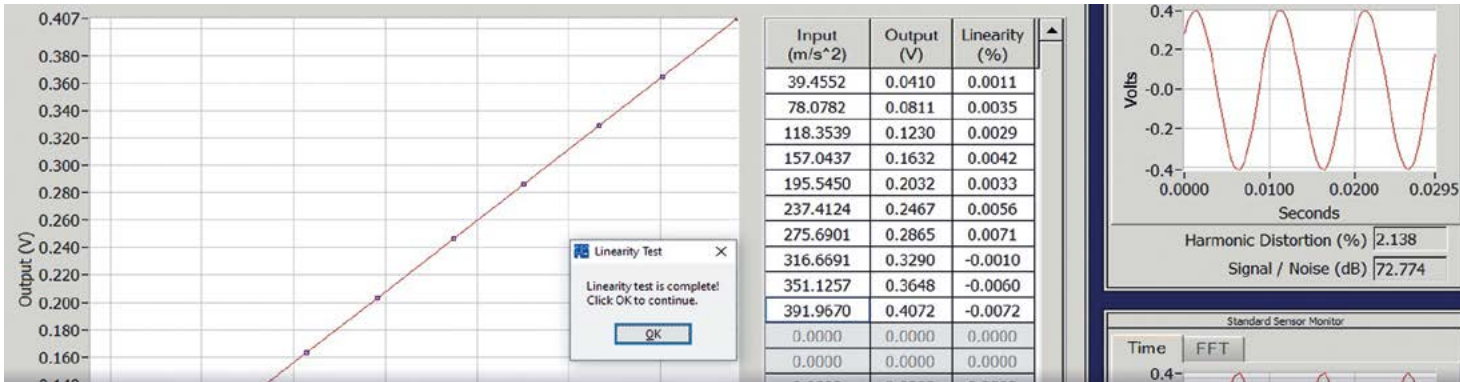 0.407
0.380
0.360
0.340
0.320
0.300
0.280
0.260
0.240
0.220
0.200
0.180
0.160
Output (V)
Linearity Test
Linearity test is complete!
Click OK to continue.
OK
Input (m/s^2) Output (V) Linearity (%)
39.4552 0.0410 0.0011
78.0782 0.0811 0.0035
118.3539 0.1230 0.0029
157.0437 0.1632 0.0042
195.5450 0.2032 0.0033
237.4124 0.2467 0.0056
275.6901 0.2865 0.0071
316.6691 0.3290 -0.0010
351.1257 0.3648 -0.0060
391.9670 0.4072 -0.0072
0.0000 0.0000 0.0000
0.0000 0.0000 0.0000
0.4
0.2
-0.0
-0.2
-0.4
Volts
0.0000 0.0100 0.0200 0.0295
Seconds
Harmonic Distortion (%) 2.138
Signal / Noise (dB) 72.774
Standard Sensor Monitor
Time FFT
0.4